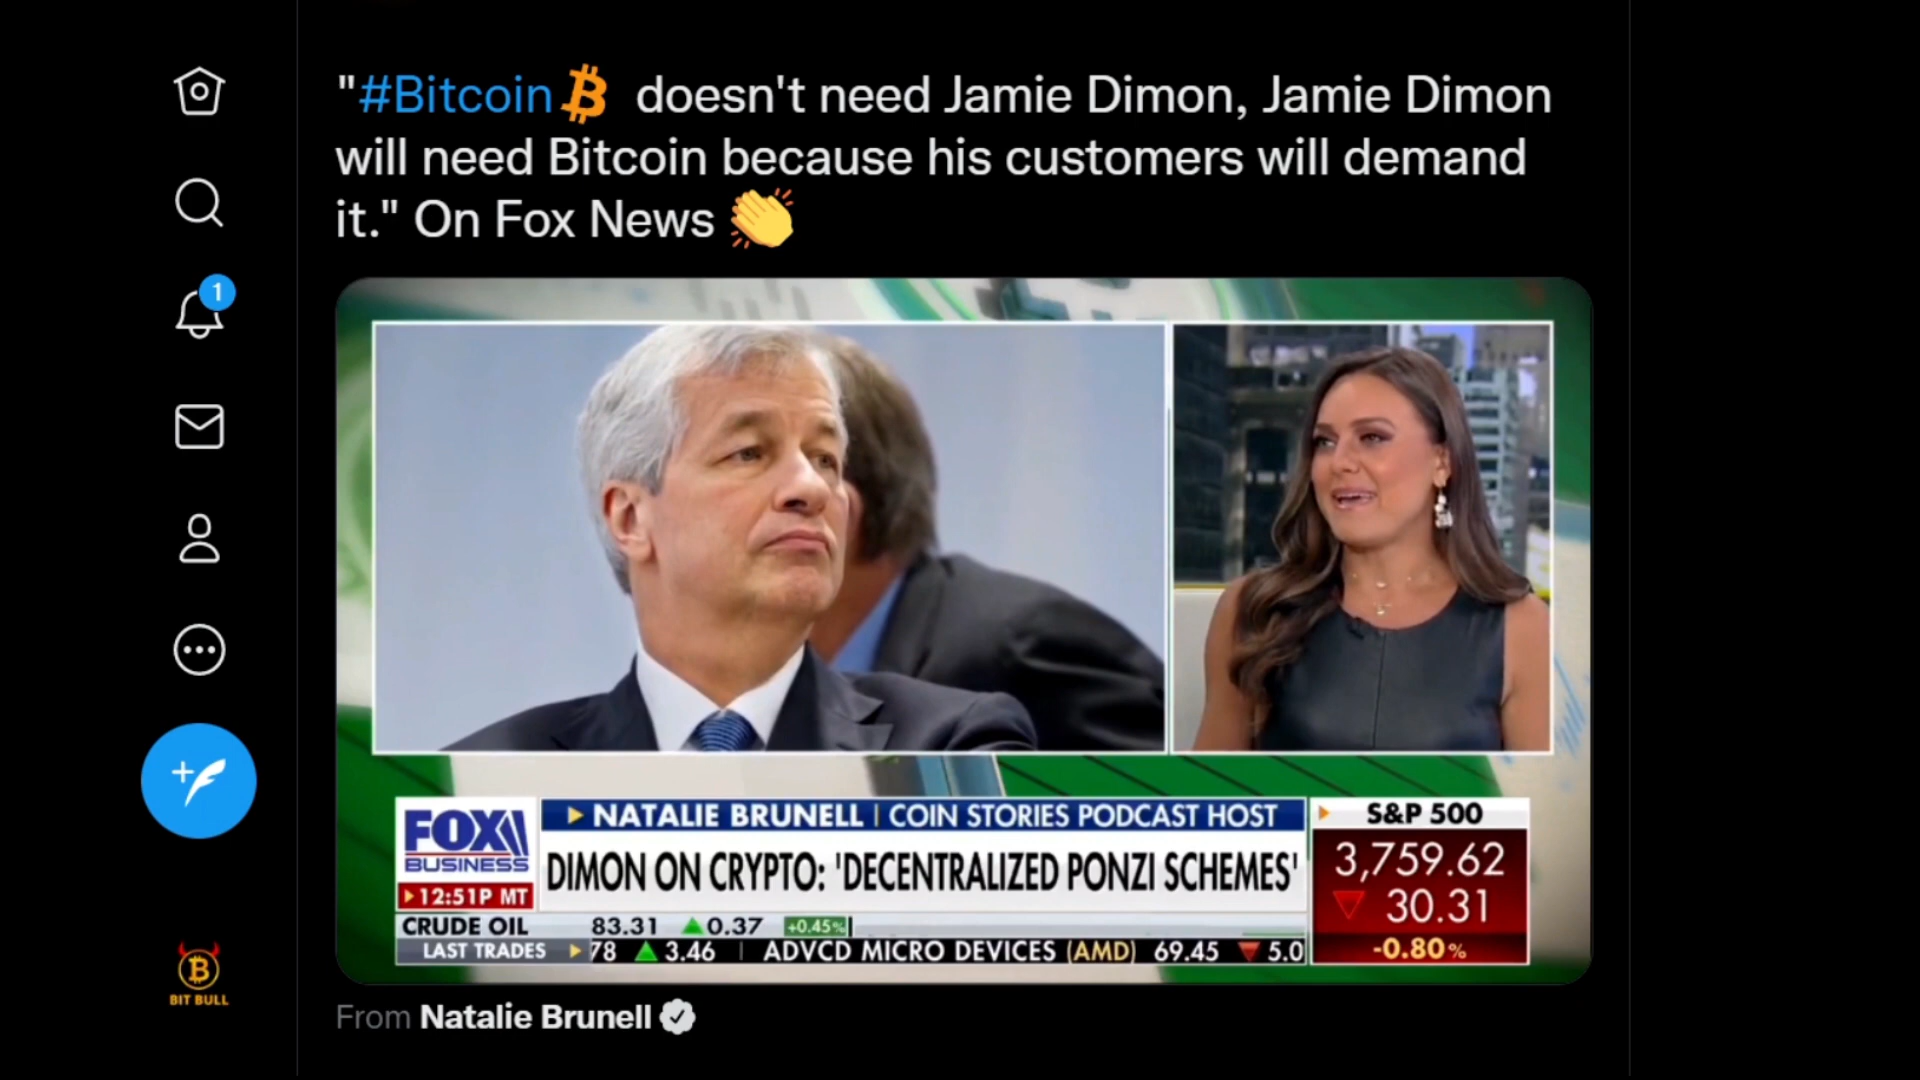 "#Bitcoin doesn't need Jamie Dimon, Jamie Dimon
will need Bitcoin because his customers will demand
it." On Fox News 👏
1
NATALIE BRUNELL | COIN STORIES PODCAST HOST
FOX
BUSINESS
DIMON ON CRYPTO: 'DECENTRALIZED PONZI SCHEMES'
12:51P MT
S&P 500
3,759.62
30.31
-0.80%
CRUDE OIL 83.31 0.37 +0.45%
LAST TRADES 78 3.46 | ADVCD MICRO DEVICES (AMD) 69.45 5.0
BIT BULL
From Natalie Brunell